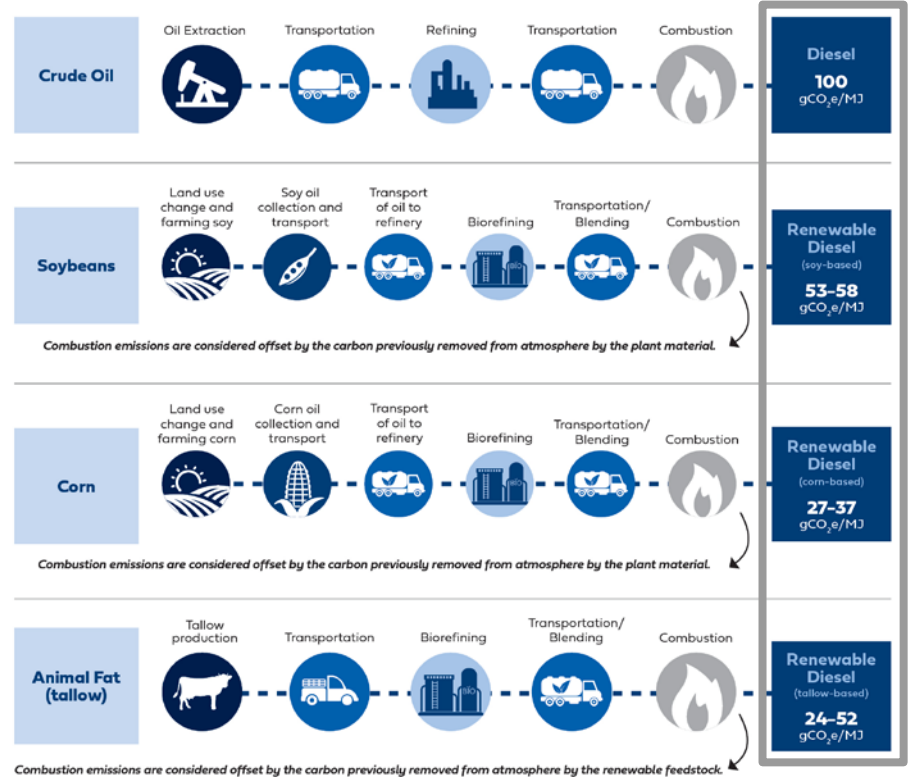 Crude Oil
Oil Extraction
Transportation
Refining
Transportation
Combustion
Diesel
100
gCO₂e/MJ
Soybeans
Land use
change and
farming soy
Soy oil
collection and
transport
Transport
of oil to
refinery
Biorefining
BIO
Transportation/
Blending
Combustion
Renewable
Diesel
(soy-based)
53–58
gCO₂e/MJ
Combustion emissions are considered offset by the carbon previously removed from atmosphere by the plant material.
Corn
Land use
change and
farming corn
Corn oil
collection and
transport
Transport
of oil to
refinery
Biorefining
BIO
Transportation/
Blending
Combustion
Renewable
Diesel
(corn-based)
27–37
gCO₂e/MJ
Combustion emissions are considered offset by the carbon previously removed from atmosphere by the plant material.
Animal Fat
(tallow)
Tallow
production
Transportation
Biorefining
BIO
Transportation/
Blending
Combustion
Renewable
Diesel
(tallow-based)
24–52
gCO₂e/MJ
Combustion emissions are considered offset by the carbon previously removed from atmosphere by the renewable feedstock.